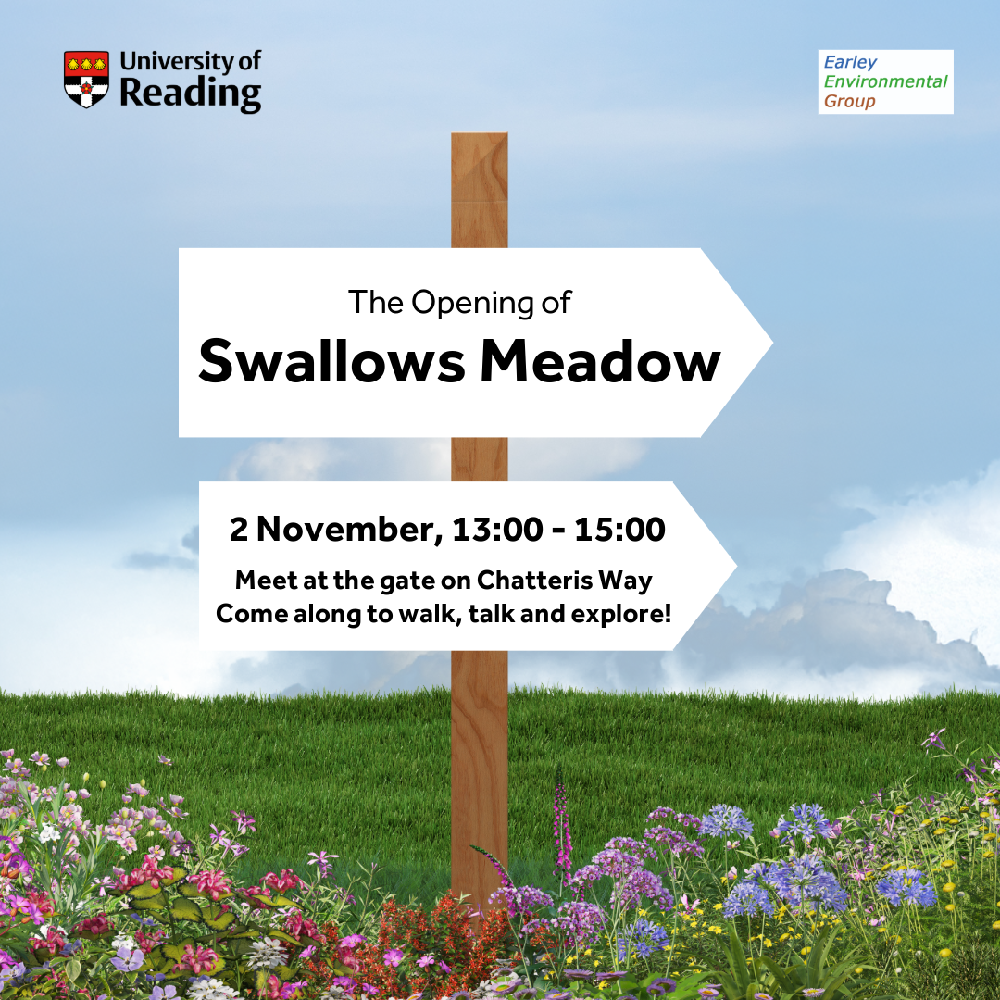 University of
Reading
Earley
Environmental
Group
The Opening of
Swallows Meadow
2 November, 13:00 - 15:00
Meet at the gate on Chatteris Way
Come along to walk, talk and explore!